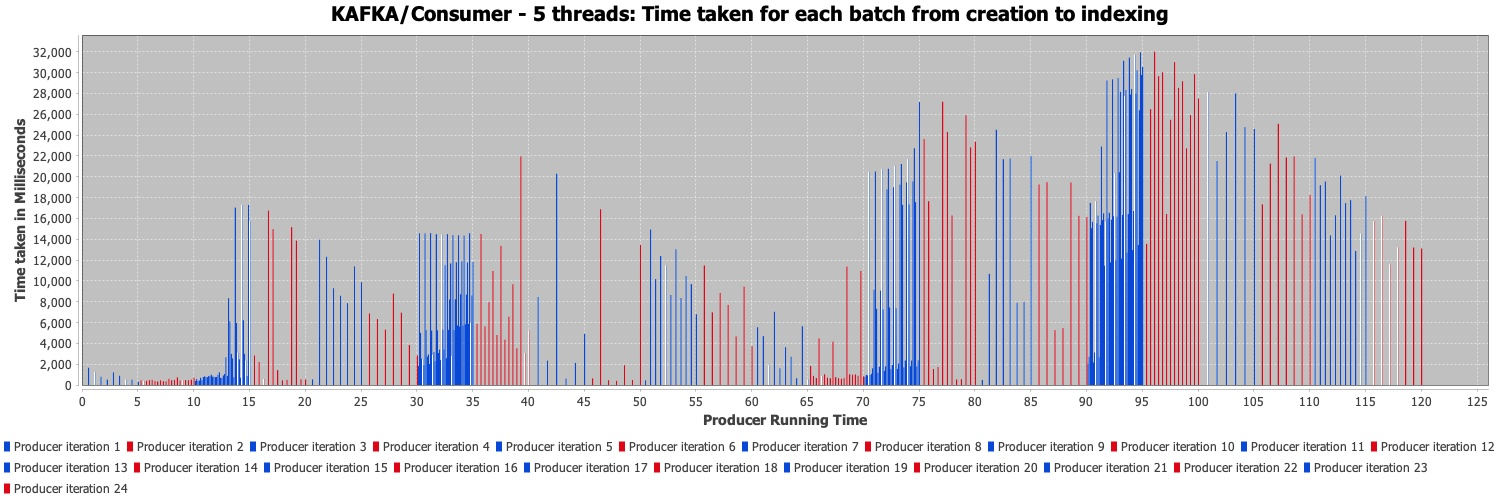 KAFKA/Consumer - 5 threads: Time taken for each batch from creation to indexing
Time taken in Milliseconds
32,000
30,000
28,000
26,000
24,000
22,000
20,000
18,000
16,000
14,000
12,000
10,000
8,000
6,000
4,000
2,000
0
0 5 10 15 20 25 30 35 40 45 50 55 60 65 70 75 80 85 90 95 100 105 110 115 120 125
Producer Running Time
Producer iteration 1 Producer iteration 2 Producer iteration 3 Producer iteration 4 Producer iteration 5 Producer iteration 6 Producer iteration 7 Producer iteration 8 Producer iteration 9 Producer iteration 10 Producer iteration 11 Producer iteration 12
Producer iteration 13 Producer iteration 14 Producer iteration 15 Producer iteration 16 Producer iteration 17 Producer iteration 18 Producer iteration 19 Producer iteration 20 Producer iteration 21 Producer iteration 22 Producer iteration 23
Producer iteration 24